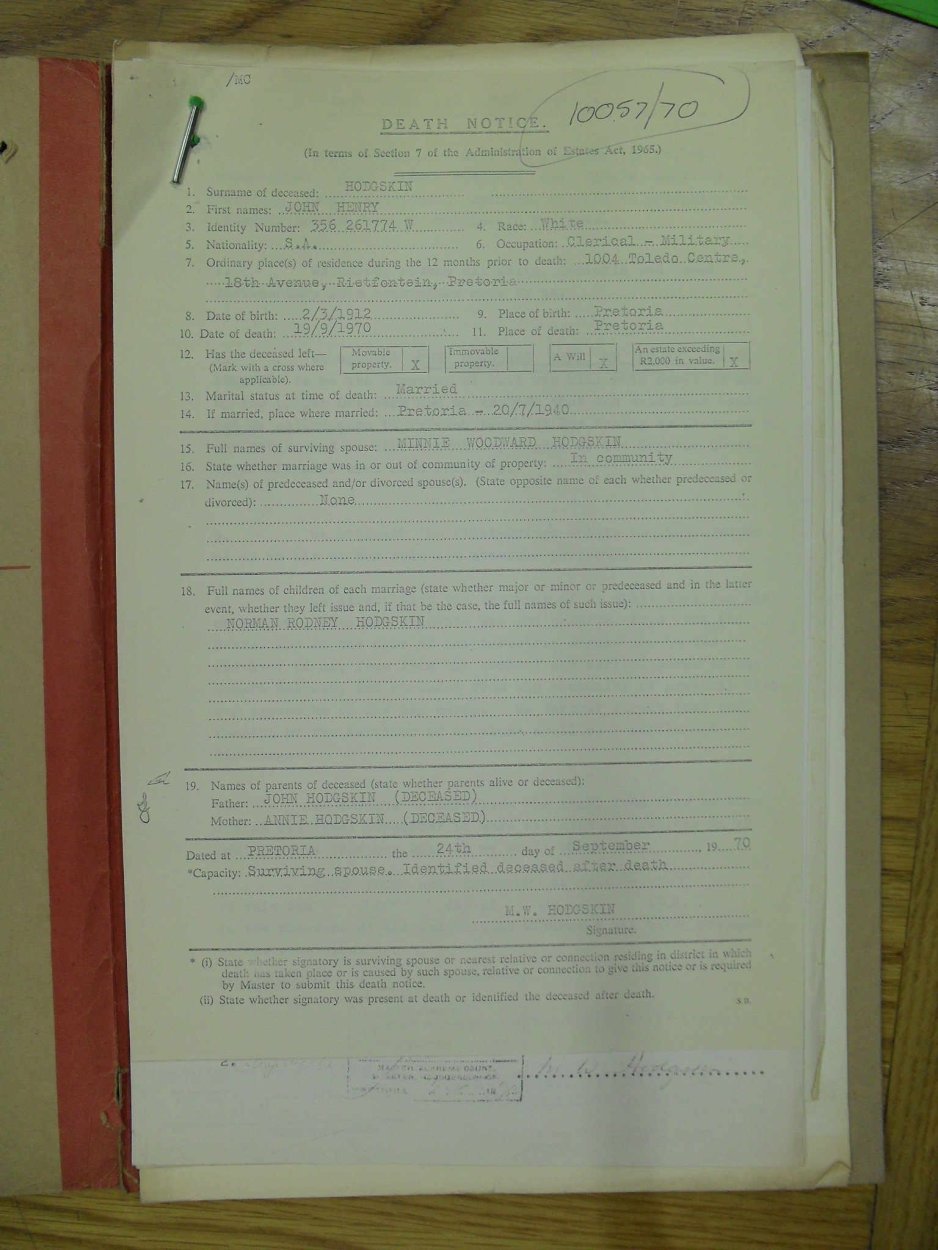 /MC
10057/70
DEATH NOTICE.
(In terms of Section 7 of the Administration of Estates Act, 1965.)
1. Surname of deceased: HODGSKIN
2. First names: JOHN HENRY
3. Identity Number: 356 261774 W 4. Race: White
5. Nationality: S.A. 6. Occupation: Clerical - Military
7. Ordinary place(s) of residence during the 12 months prior to death: 1004 Toledo Centre,
18th Avenue, Rietfontein, Pretoria
8. Date of birth: 2/3/1912 9. Place of birth: Pretoria
10. Date of death: 19/9/1970 11. Place of death: Pretoria
12. Has the deceased left— Movable property. X Immovable property. A Will X An estate exceeding R2,000 in value. X
(Mark with a cross where
applicable).
13. Marital status at time of death: Married
14. If married, place where married: Pretoria - 20/7/1940
15. Full names of surviving spouse: MINNIE WOODWARD HODGSKIN
16. State whether marriage was in or out of community of property: In community
17. Name(s) of predeceased and/or divorced spouse(s). (State opposite name of each whether predeceased or
divorced): None
18. Full names of children of each marriage (state whether major or minor or predeceased and in the latter
event, whether they left issue and, if that be the case, the full names of such issue):
NORMAN RODNEY HODGSKIN
19. Names of parents of deceased (state whether parents alive or deceased):
Father: JOHN HODGSKIN (DECEASED)
Mother: ANNIE HODGSKIN (DECEASED)
Dated at PRETORIA the 24th day of September, 19 70
*Capacity: Surviving spouse. Identified deceased after death
M.W. HODGSKIN
Signature.
* (i) State whether signatory is surviving spouse or nearest relative or connection residing in district in which
death has taken place or is caused by such spouse, relative or connection to give this notice or is required
by Master to submit this death notice.
(ii) State whether signatory was present at death or identified the deceased after death.
S.D.
MASTER SUPREME COURT